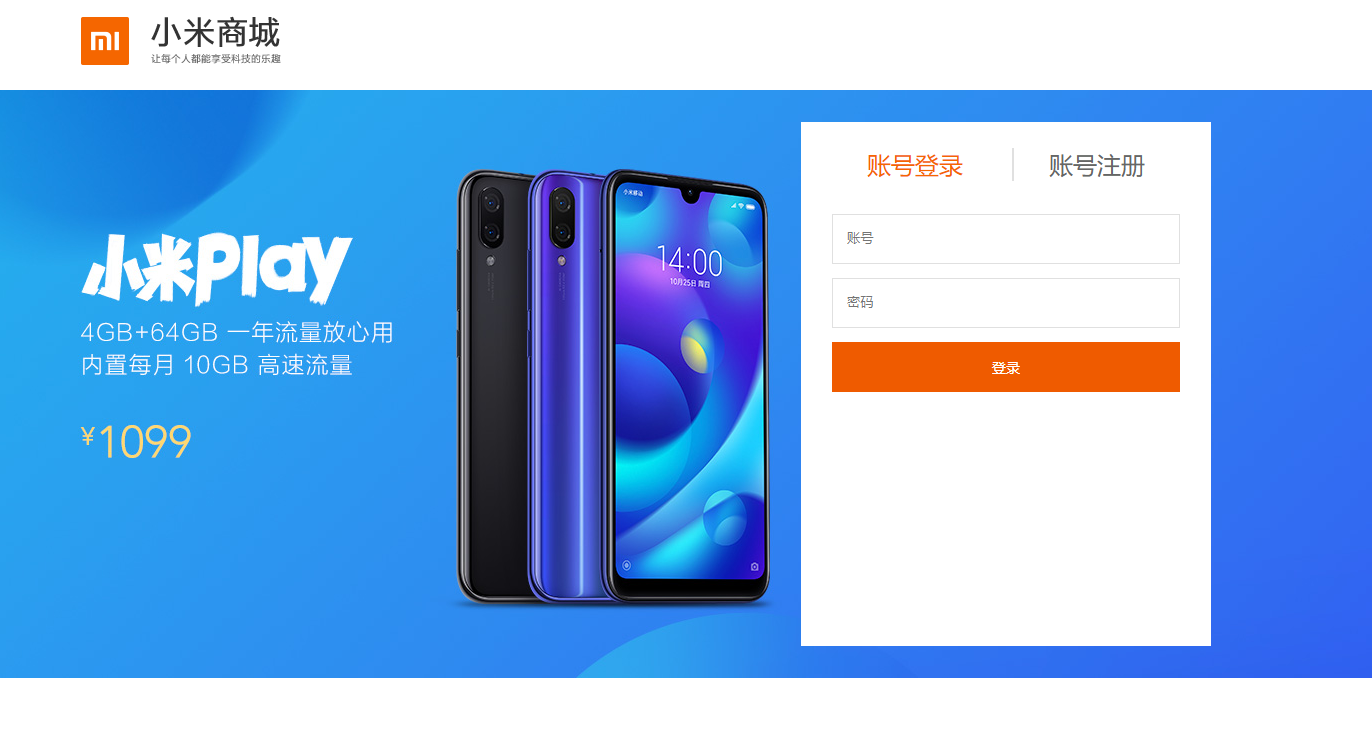 小米商城
让每个人都能享受科技的乐趣
小米Play
4GB+64GB 一年流量放心用
内置每月 10GB 高速流量
¥1099
小米移动
14:00
10月25日 周四
账号登录
账号注册
账号
密码
登录